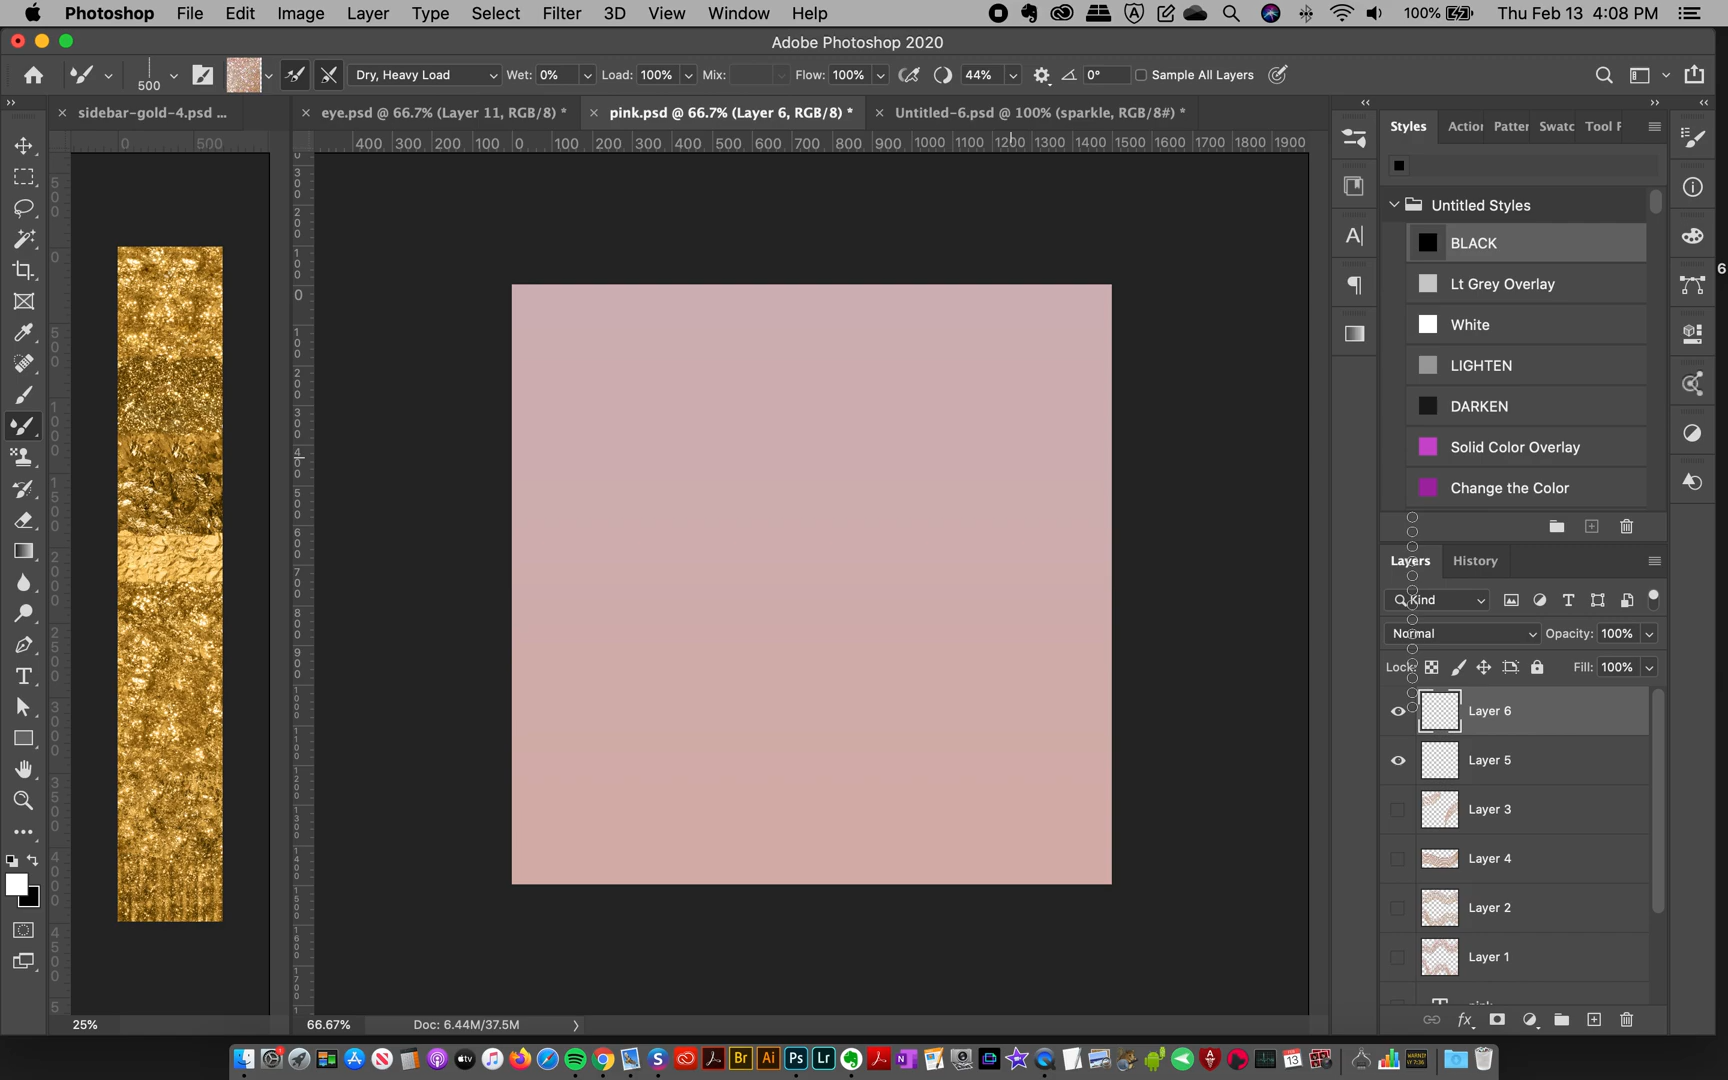 Photoshop File Edit Image Layer Type Select Filter 3D View Window Help 100% Thu Feb 13 4:08 PM
Adobe Photoshop 2020
500 Dry, Heavy Load Wet: 0% Load: 100% Mix: Flow: 100% 44% 0° Sample All Layers
sidebar-gold-4.psd ... eye.psd @ 66.7% (Layer 11, RGB/8) * pink.psd @ 66.7% (Layer 6, RGB/8) * Untitled-6.psd @ 100% (sparkle, RGB/8#) *
0 500 400 300 200 100 0 100 200 300 400 500 600 700 800 900 1000 1100 1200 1300 1400 1500 1600 1700 1800 1900
Styles Actior Patter Swatc Tool F
Untitled Styles
BLACK
Lt Grey Overlay
White
LIGHTEN
DARKEN
Solid Color Overlay
Change the Color
Layers History
Kind
Normal Opacity: 100%
Lock: Fill: 100%
Layer 6
Layer 5
Layer 3
Layer 4
Layer 2
Layer 1
25% 66.67% Doc: 6.44M/37.5M